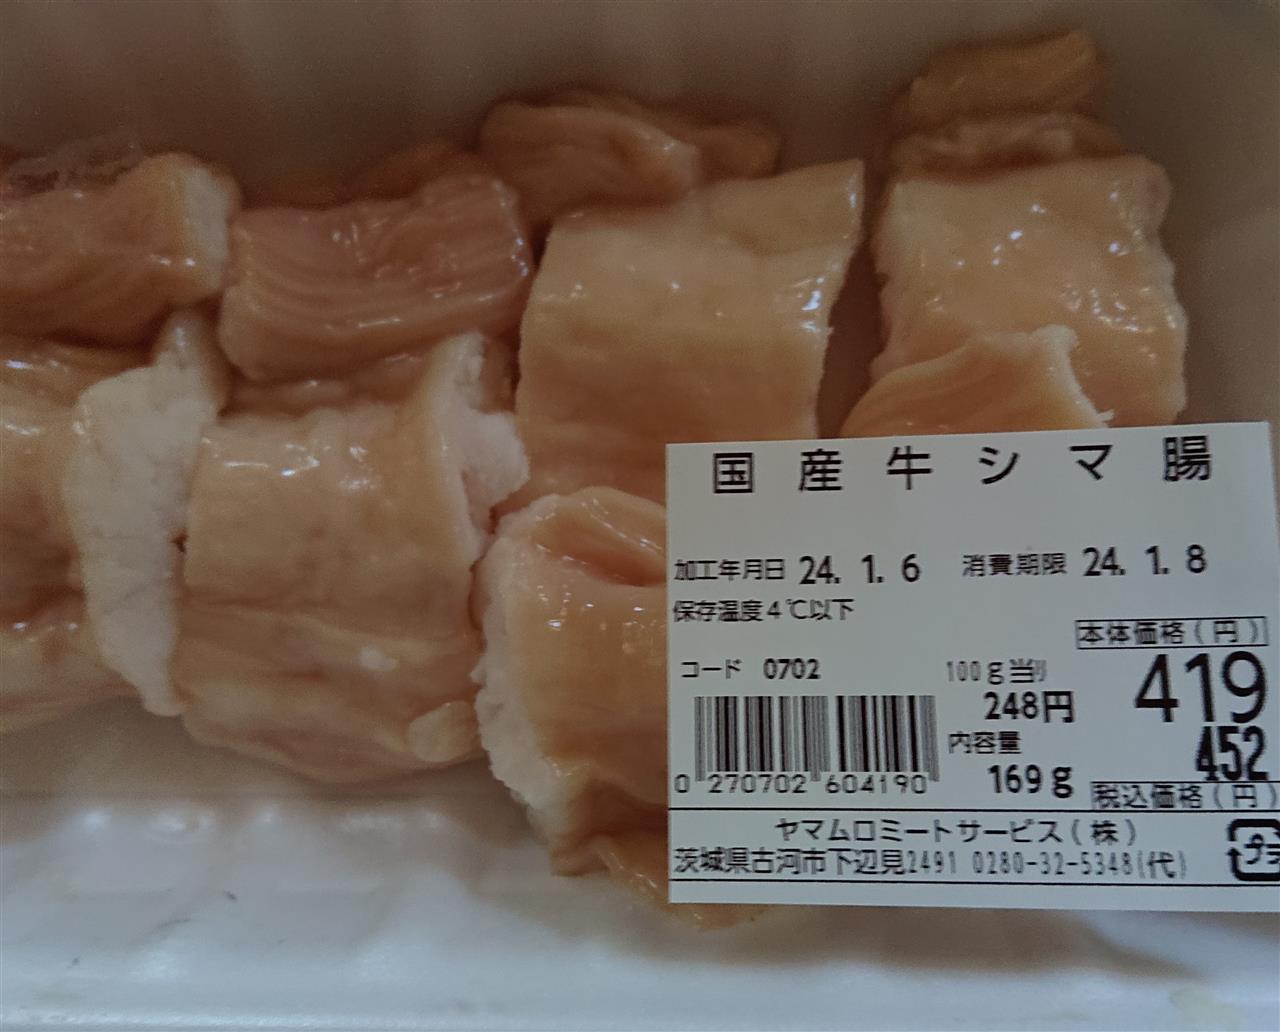 国産牛シマ腸
加工年月日 24. 1. 6 消費期限 24. 1. 8
保存温度4℃以下
本体価格(円)
コード 0702 100g当り 419
248円
452
内容量
169g
税込価格(円)
0 270702 604190
ヤマムロミートサービス(株)
プラ
茨城県古河市下辺見2491 0280-32-5348(代)